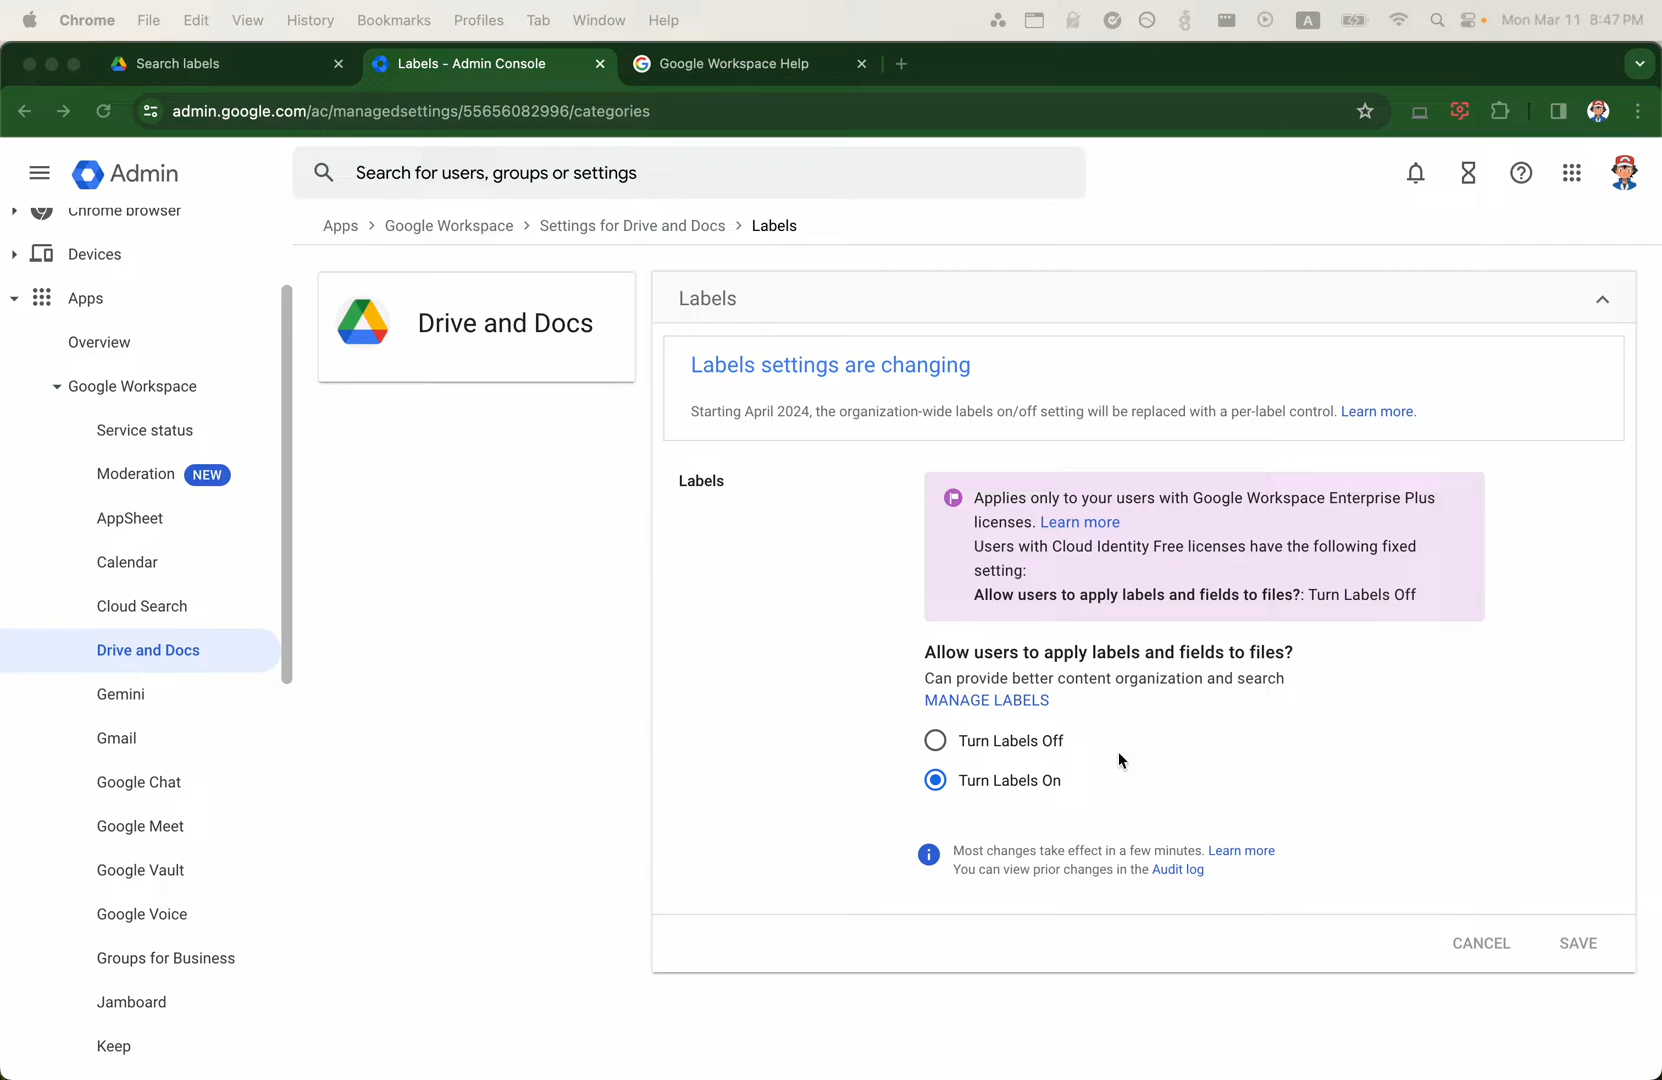 Chrome File Edit View History Bookmarks Profiles Tab Window Help A Mon Mar 11 8:47 PM
Search labels Labels - Admin Console Google Workspace Help
admin.google.com/ac/managedsettings/55656082996/categories
Admin Search for users, groups or settings
Chrome browser
Devices
Apps
Overview
Google Workspace
Service status
Moderation NEW
AppSheet
Calendar
Cloud Search
Drive and Docs
Gemini
Gmail
Google Chat
Google Meet
Google Vault
Google Voice
Groups for Business
Jamboard
Keep
Apps > Google Workspace > Settings for Drive and Docs > Labels
Drive and Docs
Labels
Labels settings are changing
Starting April 2024, the organization-wide labels on/off setting will be replaced with a per-label control. Learn more.
Labels
Applies only to your users with Google Workspace Enterprise Plus
licenses. Learn more
Users with Cloud Identity Free licenses have the following fixed
setting:
Allow users to apply labels and fields to files?: Turn Labels Off
Allow users to apply labels and fields to files?
Can provide better content organization and search
MANAGE LABELS
Turn Labels Off
Turn Labels On
Most changes take effect in a few minutes. Learn more
You can view prior changes in the Audit log
CANCEL SAVE